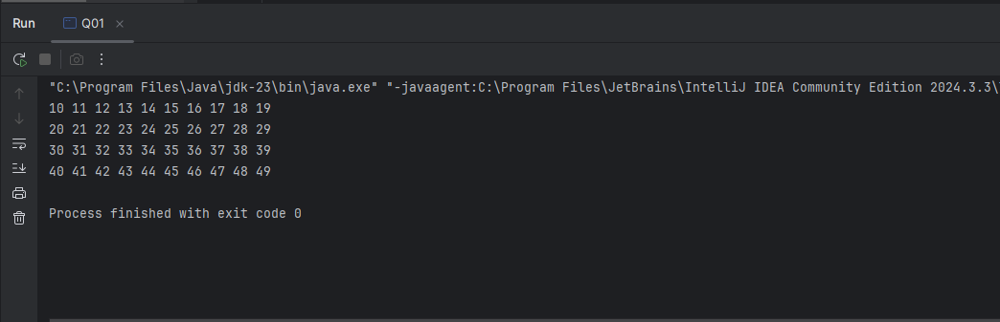 Run Q01
"C:\Program Files\Java\jdk-23\bin\java.exe" "-javaagent:C:\Program Files\JetBrains\IntelliJ IDEA Community Edition 2024.3.3\
10 11 12 13 14 15 16 17 18 19
20 21 22 23 24 25 26 27 28 29
30 31 32 33 34 35 36 37 38 39
40 41 42 43 44 45 46 47 48 49
Process finished with exit code 0